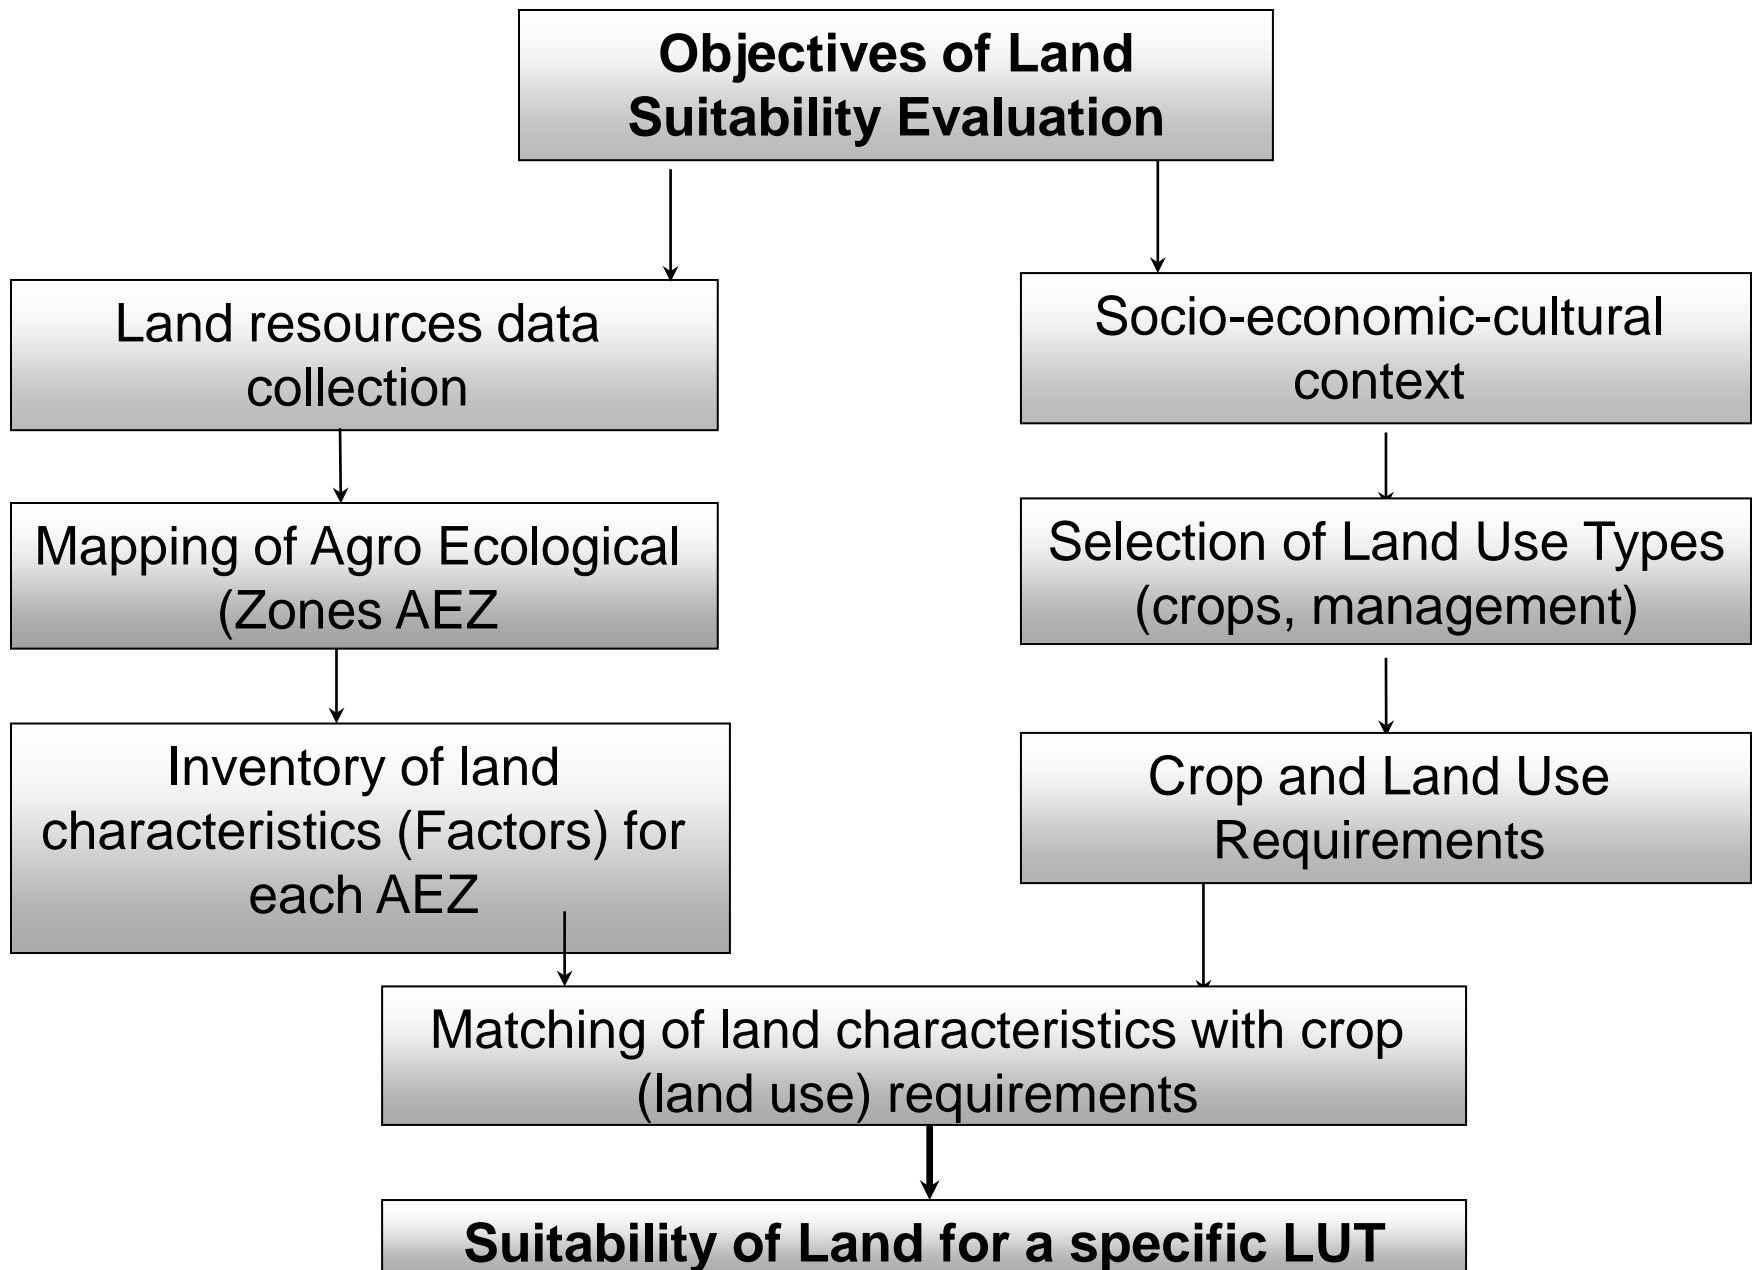 Objectives of Land
Suitability Evaluation
Land resources data
collection
Socio-economic-cultural
context
Mapping of Agro Ecological
(Zones AEZ
Selection of Land Use Types
(crops, management)
Inventory of land
characteristics (Factors) for
each AEZ
Crop and Land Use
Requirements
Matching of land characteristics with crop
(land use) requirements
Suitability of Land for a specific LUT